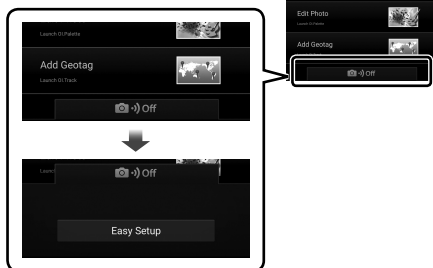 Launch OI.Palette
Add Geotag
Launch OI.Track
Off
Off
Easy Setup
Edit Photo
Launch OI.Palette
Add Geotag
Off